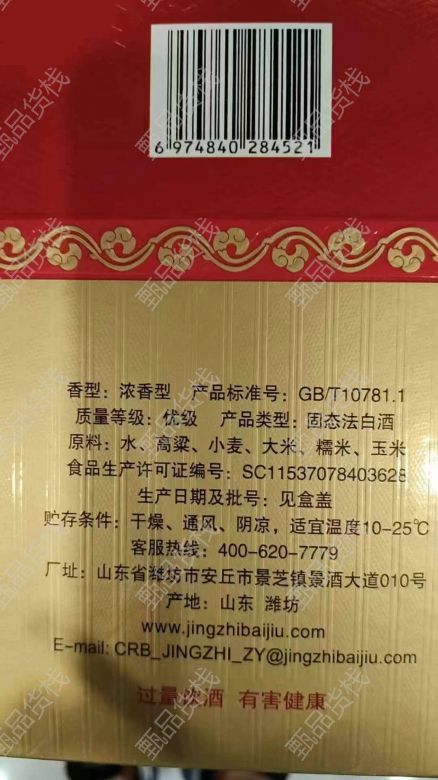 6 974840 284521
香型：浓香型 产品标准号：GB/T10781.1
质量等级：优级 产品类型：固态法白酒
原料：水、高粱、小麦、大米、糯米、玉米
食品生产许可证编号：SC11537078403628
生产日期及批号：见盒盖
贮存条件：干燥、通风、阴凉，适宜温度10-25℃
客服热线：400-620-7779
厂址：山东省潍坊市安丘市景芝镇景酒大道010号
产地：山东 潍坊
www.jingzhibaijiu.com
E-mail: CRB_JINGZHI_ZY@jingzhibaijiu.com
过量饮酒 有害健康
甄品货栈